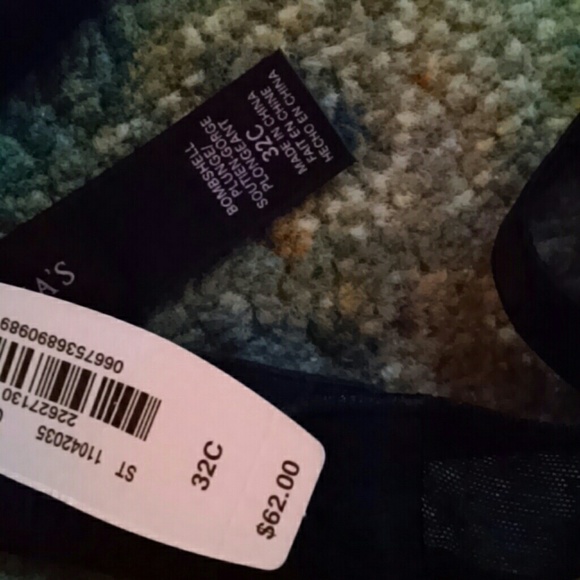 BOMBSHELL
PLUNGE/
SOUTIEN-GORGE
PLONGEANT
32C
MADE IN CHINA
FAIT EN CHINE
HECHO EN CHINA
A'S
0667536890989
22627130
ST 11042035
32C
$62.00